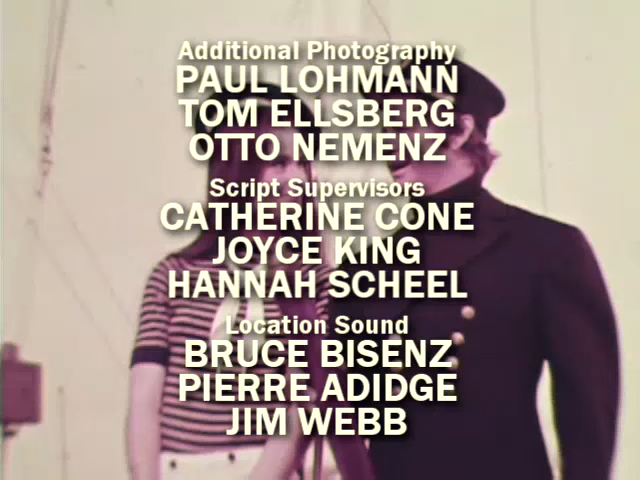 Additional Photography
PAUL LOHMANN
TOM ELLSBERG
OTTO NEMENZ
Script Supervisors
CATHERINE CONE
JOYCE KING
HANNAH SCHEEL
Location Sound
BRUCE BISENZ
PIERRE ADIDGE
JIM WEBB